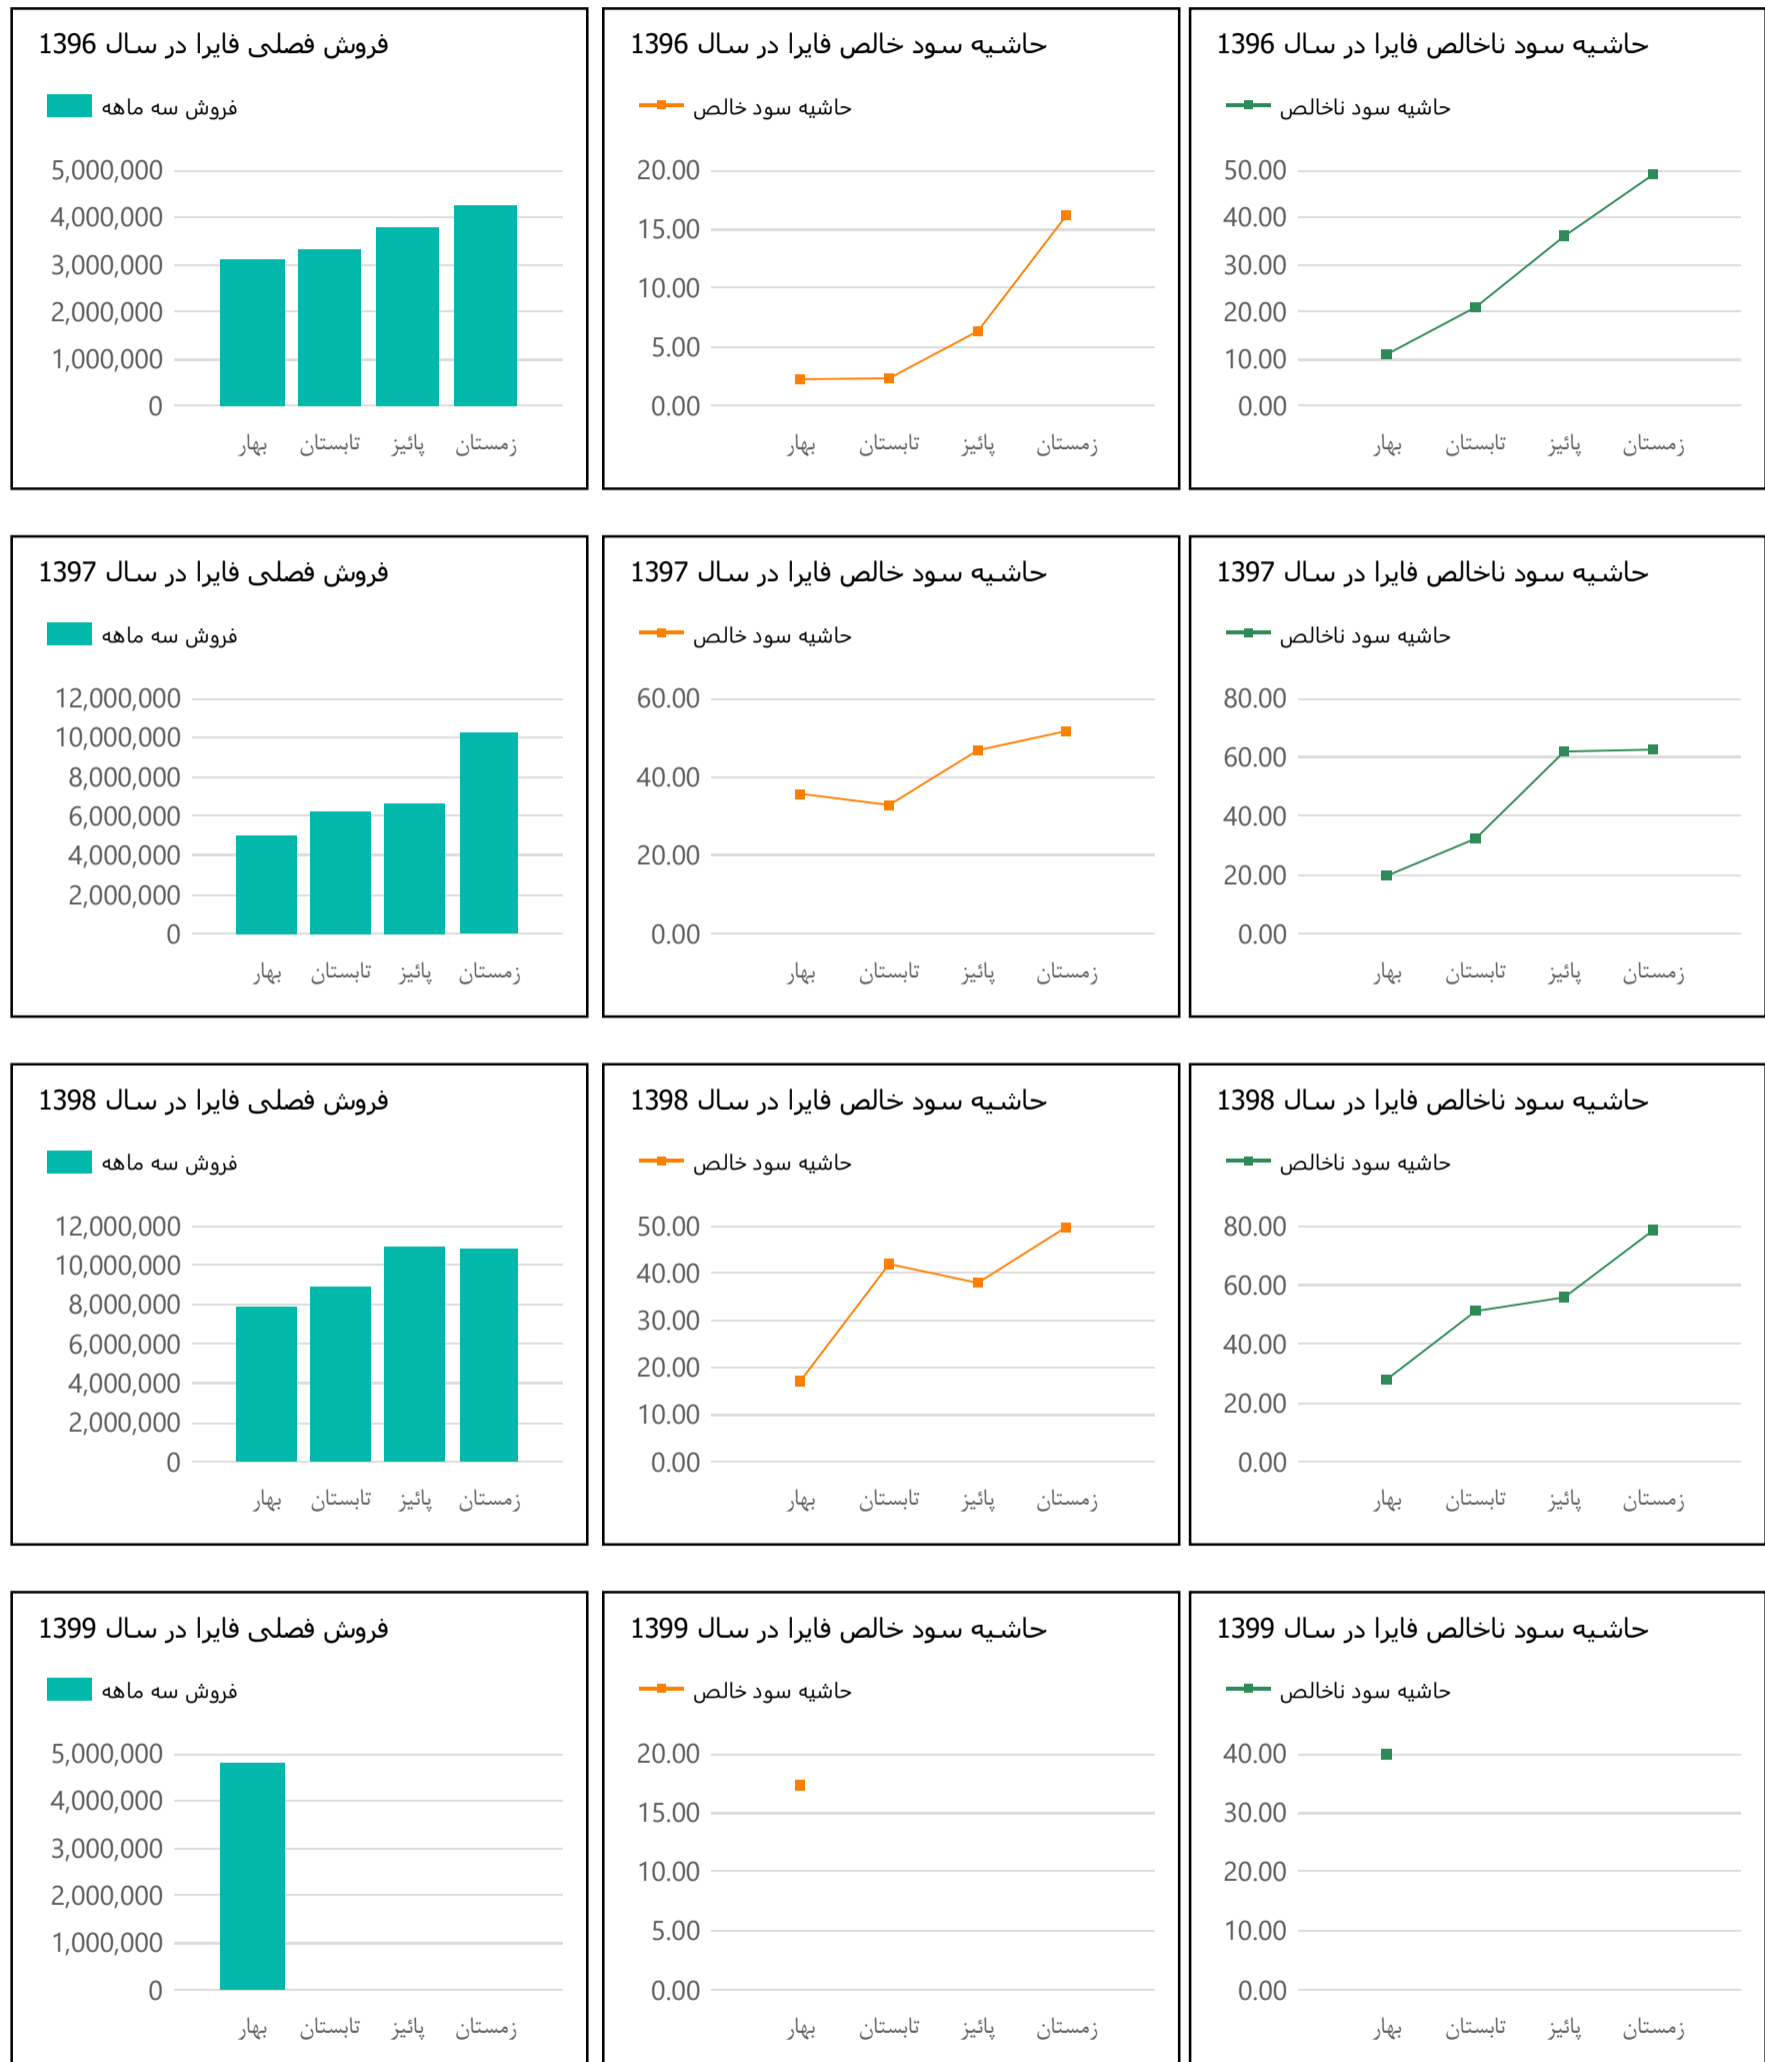 فروش فصلی فایرا در سال 1396
فروش سه ماهه
5,000,000
4,000,000
3,000,000
2,000,000
1,000,000
0
بهار تابستان پائیز زمستان
حاشیه سود خالص فایرا در سال 1396
حاشیه سود خالص
20.00
15.00
10.00
5.00
0.00
بهار تابستان پائیز زمستان
حاشیه سود ناخالص فایرا در سال 1396
حاشیه سود ناخالص
50.00
40.00
30.00
20.00
10.00
0.00
بهار تابستان پائیز زمستان
فروش فصلی فایرا در سال 1397
فروش سه ماهه
12,000,000
10,000,000
8,000,000
6,000,000
4,000,000
2,000,000
0
بهار تابستان پائیز زمستان
حاشیه سود خالص فایرا در سال 1397
حاشیه سود خالص
60.00
40.00
20.00
0.00
بهار تابستان پائیز زمستان
حاشیه سود ناخالص فایرا در سال 1397
حاشیه سود ناخالص
80.00
60.00
40.00
20.00
0.00
بهار تابستان پائیز زمستان
فروش فصلی فایرا در سال 1398
فروش سه ماهه
12,000,000
10,000,000
8,000,000
6,000,000
4,000,000
2,000,000
0
بهار تابستان پائیز زمستان
حاشیه سود خالص فایرا در سال 1398
حاشیه سود خالص
50.00
40.00
30.00
20.00
10.00
0.00
بهار تابستان پائیز زمستان
حاشیه سود ناخالص فایرا در سال 1398
حاشیه سود ناخالص
80.00
60.00
40.00
20.00
0.00
بهار تابستان پائیز زمستان
فروش فصلی فایرا در سال 1399
فروش سه ماهه
5,000,000
4,000,000
3,000,000
2,000,000
1,000,000
0
بهار تابستان پائیز زمستان
حاشیه سود خالص فایرا در سال 1399
حاشیه سود خالص
20.00
15.00
10.00
5.00
0.00
بهار تابستان پائیز زمستان
حاشیه سود ناخالص فایرا در سال 1399
حاشیه سود ناخالص
40.00
30.00
20.00
10.00
0.00
بهار تابستان پائیز زمستان